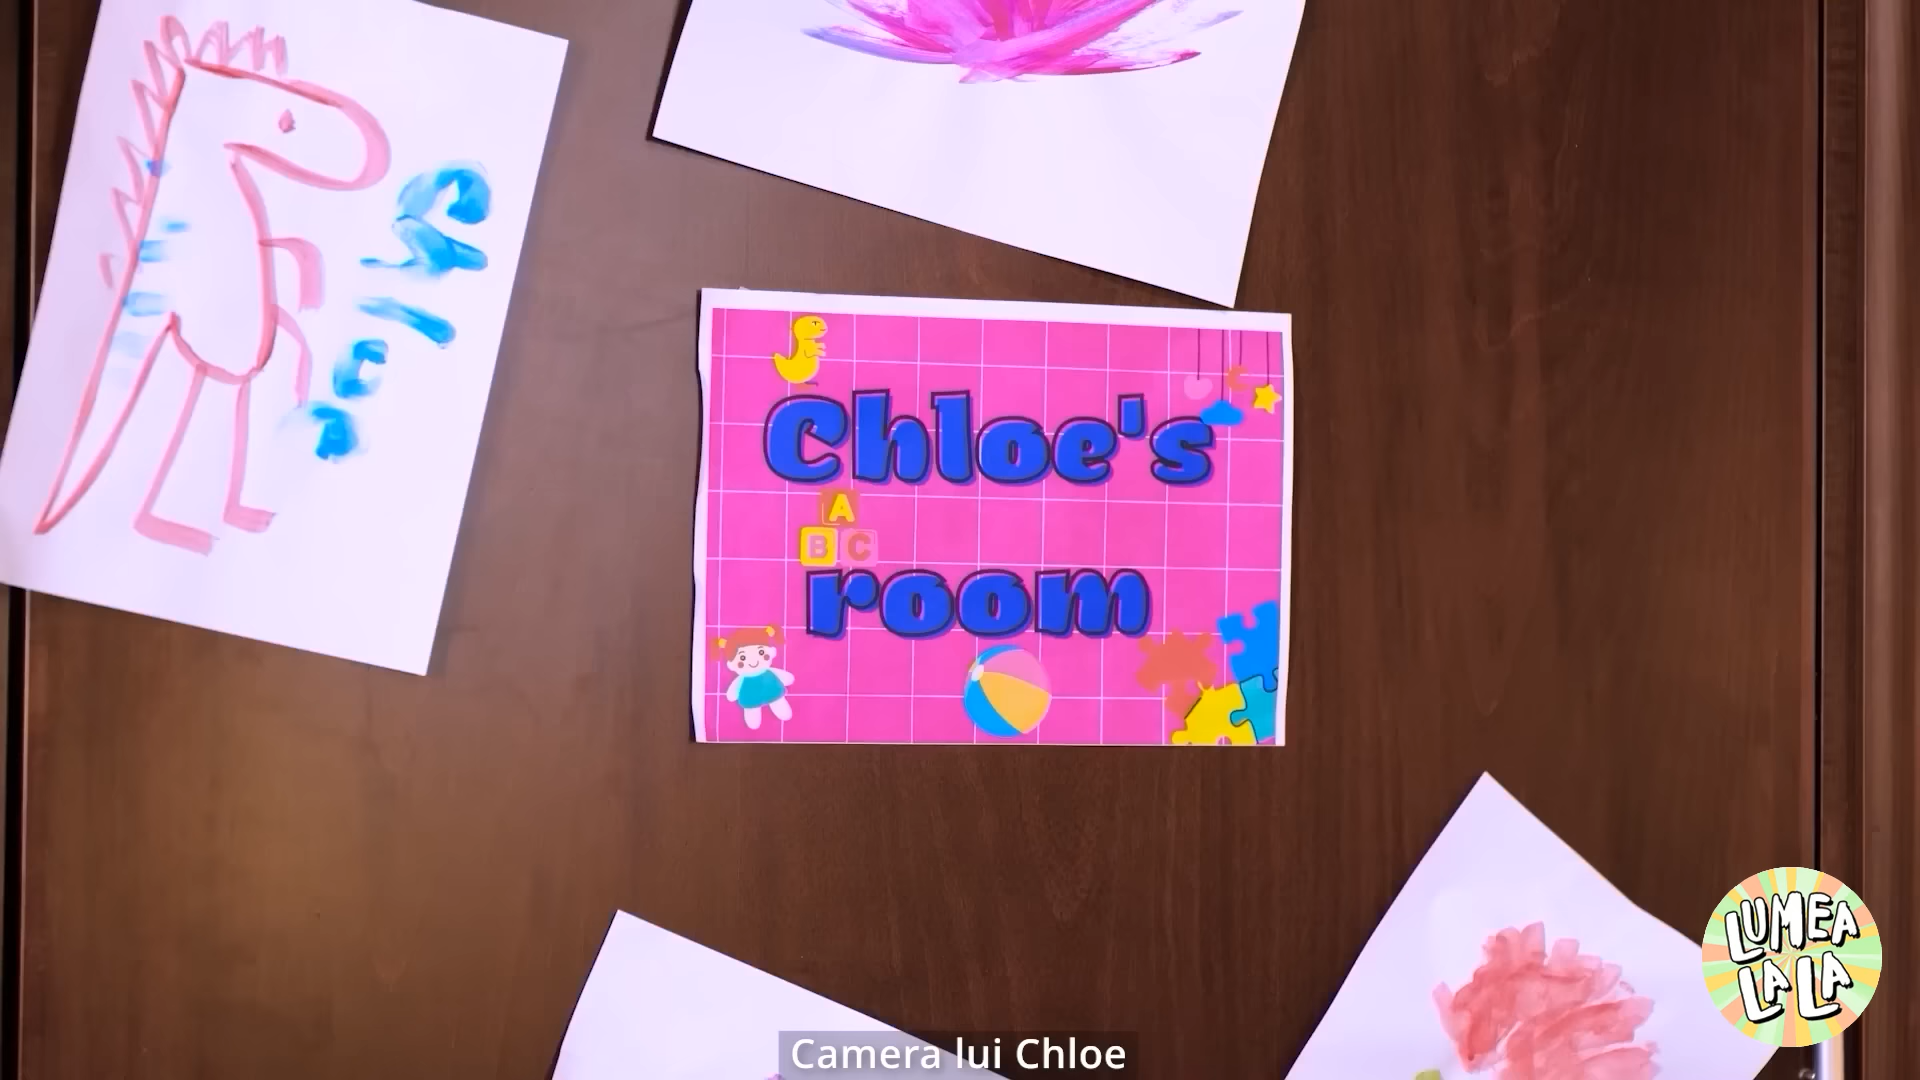 Chloe's
A
B C
room
LUMEA
LA LA
Camera lui Chloe